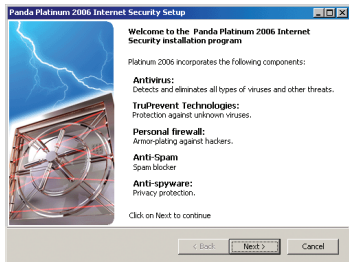 Panda Platinum 2006 Internet Security Setup
Welcome to the Panda Platinum 2006 Internet
Security installation program
Platinum 2006 incorporates the following components:
Antivirus:
Detects and eliminates all types of viruses and other threats.
TruPrevent Technologies:
Protection against unknown viruses.
Personal firewall:
Armor-plating against hackers.
Anti-Spam
Spam blocker
Anti-spyware:
Privacy protection.
Click on Next to continue
< Back Next > Cancel